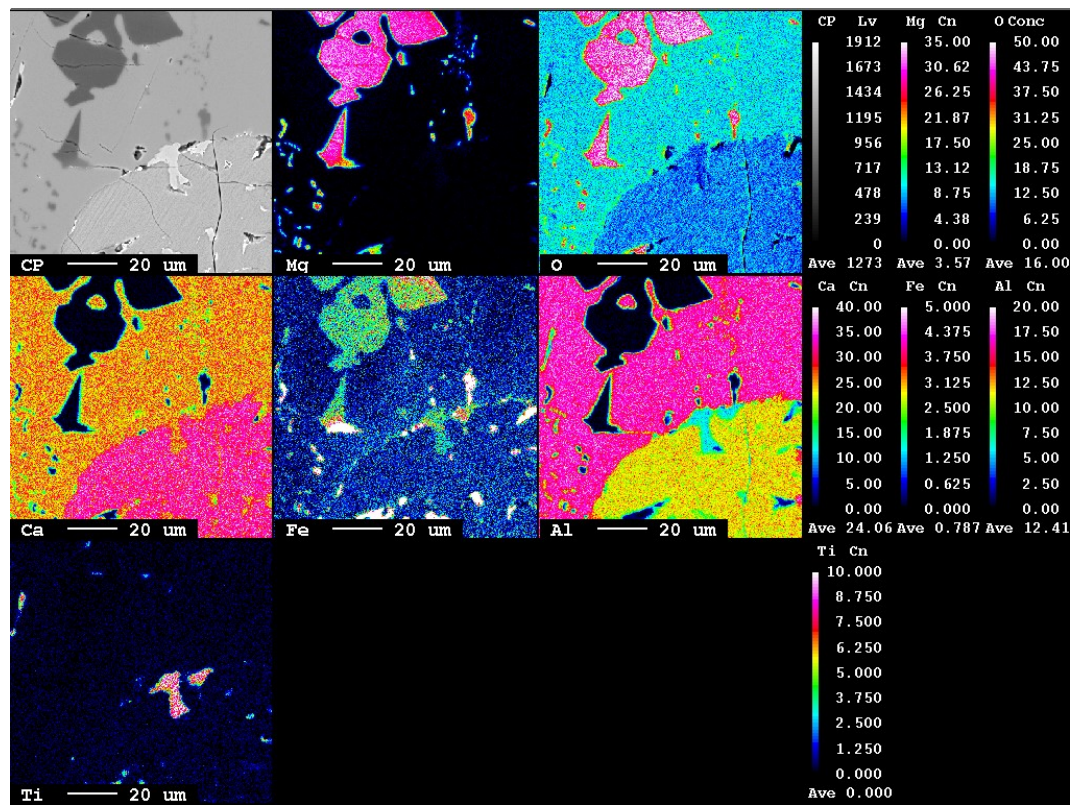 CP Lv Mg Cn O Conc
1912 35.00 50.00
1673 30.62 43.75
1434 26.25 37.50
1195 21.87 31.25
956 17.50 25.00
717 13.12 18.75
478 8.75 12.50
239 4.38 6.25
0 0.00 0.00
CP 20 um Mg 20 um O 20 um Ave 1273 Ave 3.57 Ave 16.00
Ca Cn Fe Cn Al Cn
40.00 5.000 20.00
35.00 4.375 17.50
30.00 3.750 15.00
25.00 3.125 12.50
20.00 2.500 10.00
15.00 1.875 7.50
10.00 1.250 5.00
5.00 0.625 2.50
0.00 0.000 0.00
Ca 20 um Fe 20 um Al 20 um Ave 24.06 Ave 0.787 Ave 12.41
Ti Cn
10.000
8.750
7.500
6.250
5.000
3.750
2.500
1.250
0.000
Ti 20 um Ave 0.000